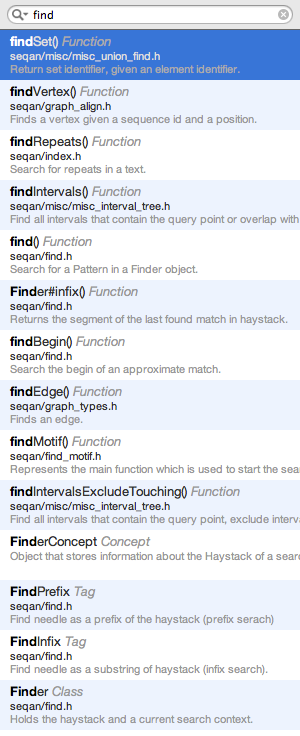 find
findSet() Function
seqan/misc/misc_union_find.h
Return set identifier, given an element identifier.
findVertex() Function
seqan/graph_align.h
Finds a vertex given a sequence id and a position.
findRepeats() Function
seqan/index.h
Search for repeats in a text.
findIntervals() Function
seqan/misc/misc_interval_tree.h
Find all intervals that contain the query point or overlap with
find() Function
seqan/find.h
Search for a Pattern in a Finder object.
Finder#infix() Function
seqan/find.h
Returns the segment of the last found match in haystack.
findBegin() Function
seqan/find.h
Search the begin of an approximate match.
findEdge() Function
seqan/graph_types.h
Finds an edge.
findMotif() Function
seqan/find_motif.h
Represents the main function which is used to start the sea
findIntervalsExcludeTouching() Function
seqan/misc/misc_interval_tree.h
Find all intervals that contain the query point, exclude interv
FinderConcept Concept
Object that stores information about the Haystack of a searc
FindPrefix Tag
seqan/find.h
Find needle as a prefix of the haystack (prefix serach)
FindInfix Tag
seqan/find.h
Find needle as a substring of haystack (infix search).
Finder Class
seqan/find.h
Holds the haystack and a current search context.